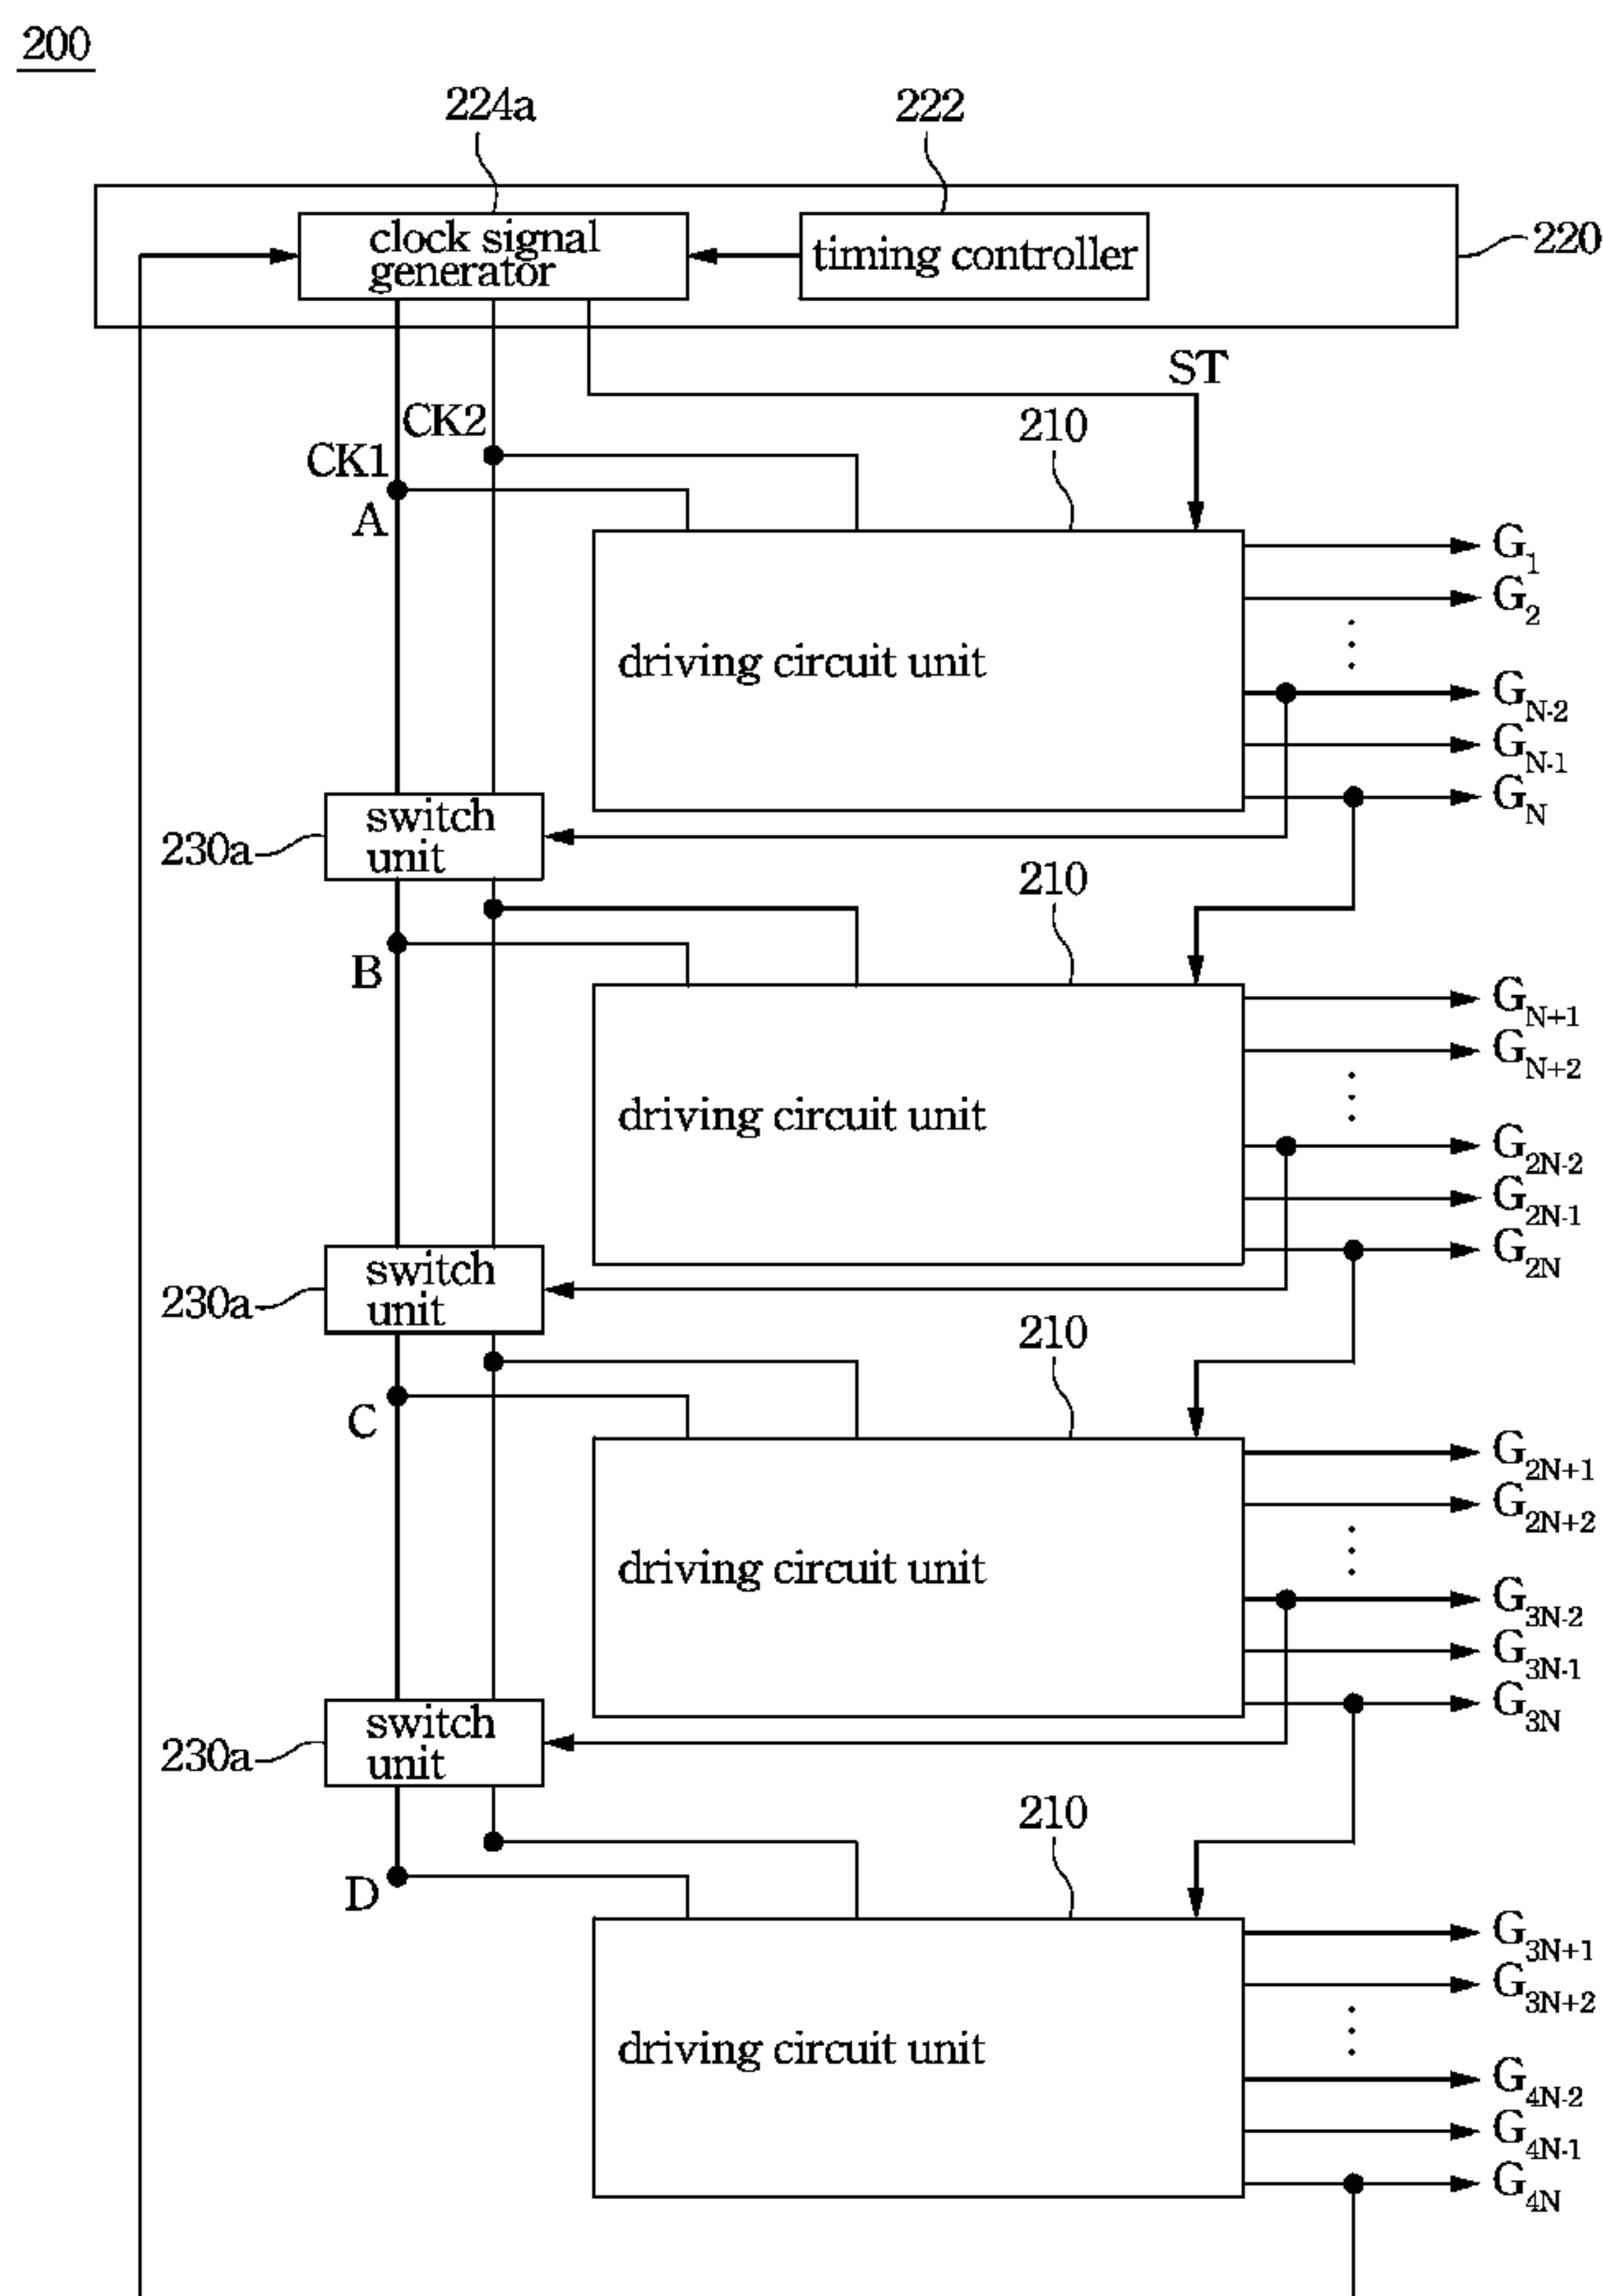 200
224a
222
clock signal
generator
timing controller
220
ST
CK2
CK1
A
210
driving circuit unit
G1
G2
GN-2
GN-1
GN
switch
unit
230a
210
B
driving circuit unit
GN+1
GN+2
G2N-2
G2N-1
G2N
switch
unit
230a
210
C
driving circuit unit
G2N+1
G2N+2
G3N-2
G3N-1
G3N
switch
unit
230a
210
D
driving circuit unit
G3N+1
G3N+2
G4N-2
G4N-1
G4N